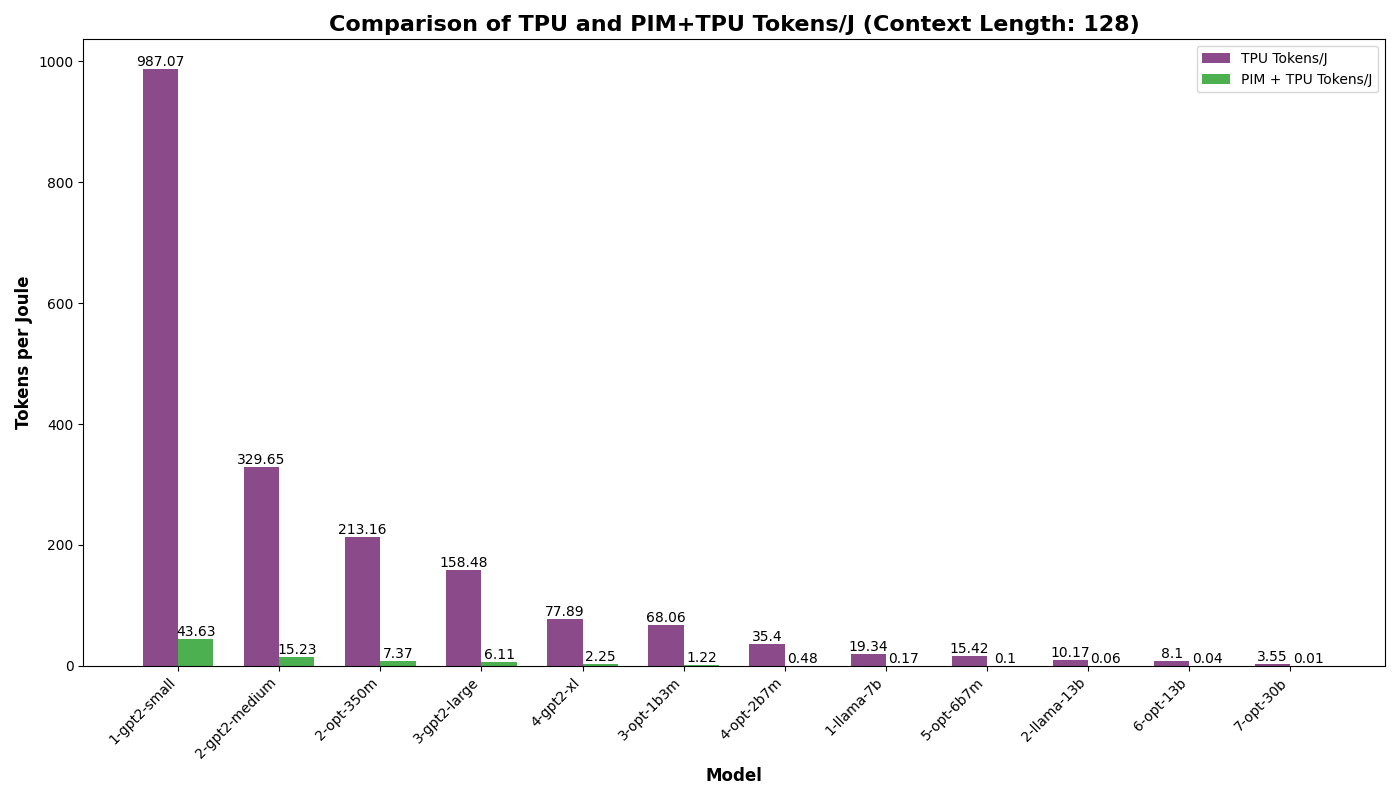 Comparison of TPU and PIM+TPU Tokens/J (Context Length: 128)
TPU Tokens/J
PIM + TPU Tokens/J
Tokens per Joule
1000
800
600
400
200
0
987.07
43.63
329.65
15.23
213.16
7.37
158.48
6.11
77.89
2.25
68.06
1.22
35.4
0.48
19.34
0.17
15.42
0.1
10.17
0.06
8.1
0.04
3.55
0.01
1-gpt2-small
2-gpt2-medium
2-opt-350m
3-gpt2-large
4-gpt2-xl
3-opt-1b3m
4-opt-2b7m
1-llama-7b
5-opt-6b7m
2-llama-13b
6-opt-13b
7-opt-30b
Model